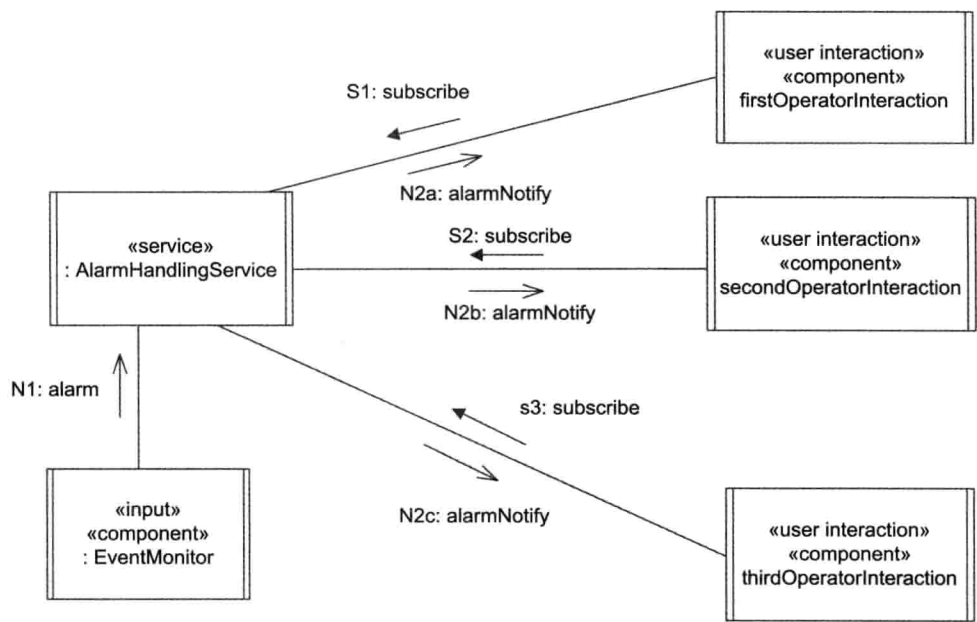 «user interaction»
«component»
firstOperatorInteraction
S1: subscribe
N2a: alarmNotify
«service»
: AlarmHandlingService
S2: subscribe
N2b: alarmNotify
«user interaction»
«component»
secondOperatorInteraction
N1: alarm
s3: subscribe
N2c: alarmNotify
«input»
«component»
: EventMonitor
«user interaction»
«component»
thirdOperatorInteraction